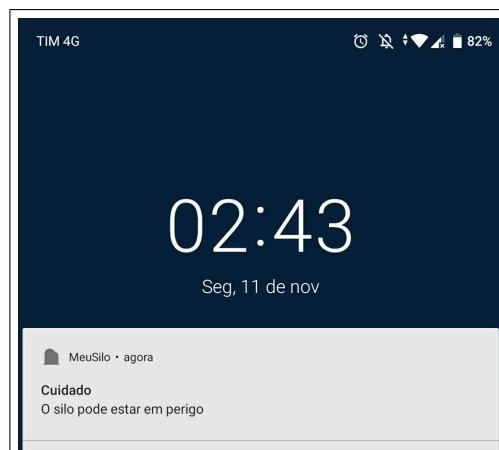 TIM 4G 82%
02:43
Seg, 11 de nov
MeuSilo • agora
Cuidado
O silo pode estar em perigo